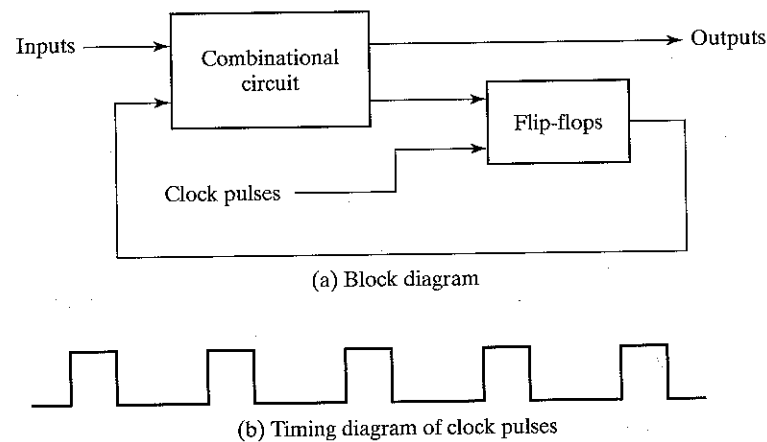 Inputs
Combinational
circuit
Outputs
Flip-flops
Clock pulses
(a) Block diagram
(b) Timing diagram of clock pulses